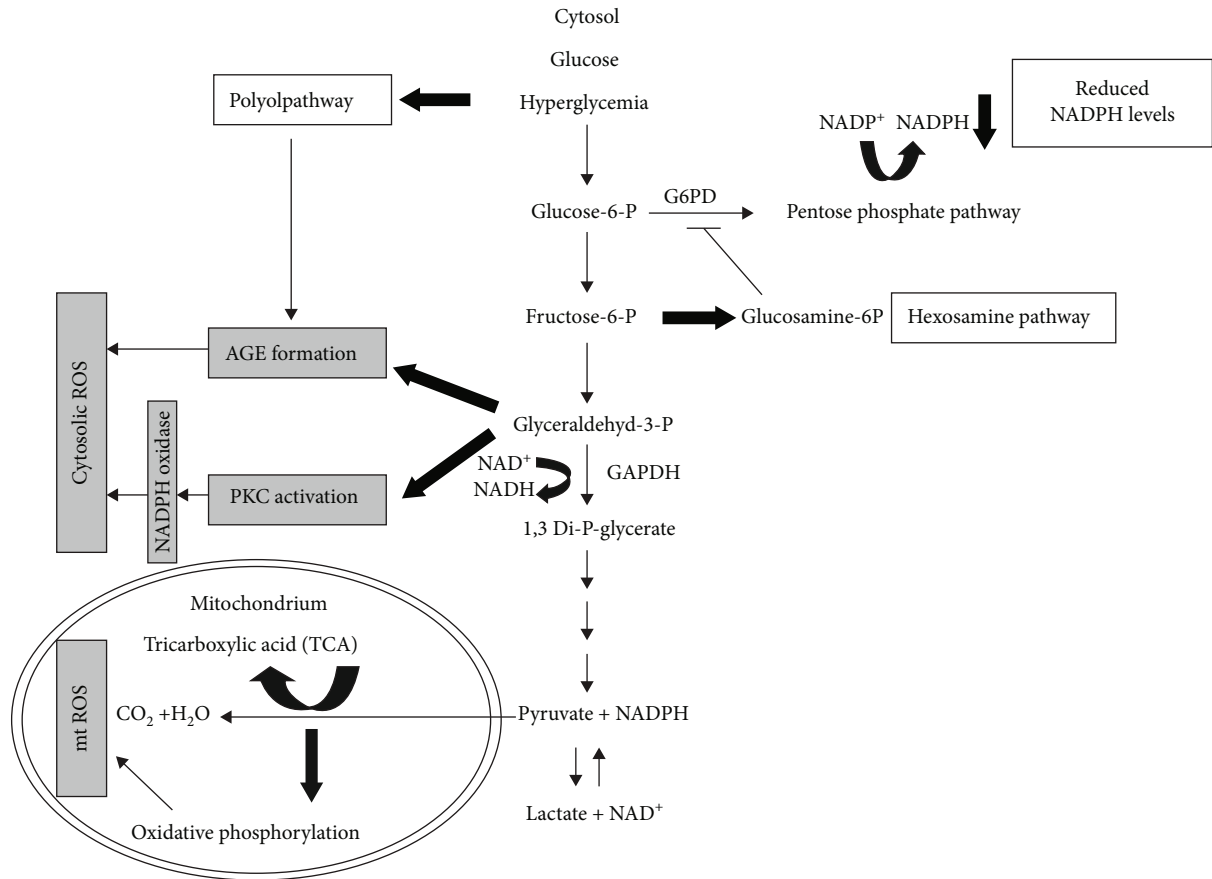 Cytosol
Glucose
Hyperglycemia
Polyolpathway
Reduced
NADPH levels
NADP⁺ NADPH
G6PD
Glucose-6-P
Pentose phosphate pathway
Fructose-6-P
Glucosamine-6P
Hexosamine pathway
AGE formation
Cytosolic ROS
Glyceraldehyd-3-P
NAD⁺
NADH
GAPDH
NADPH oxidase
PKC activation
1,3 Di-P-glycerate
Mitochondrium
Tricarboxylic acid (TCA)
mt ROS
CO₂ +H₂O
Pyruvate + NADPH
Lactate + NAD⁺
Oxidative phosphorylation